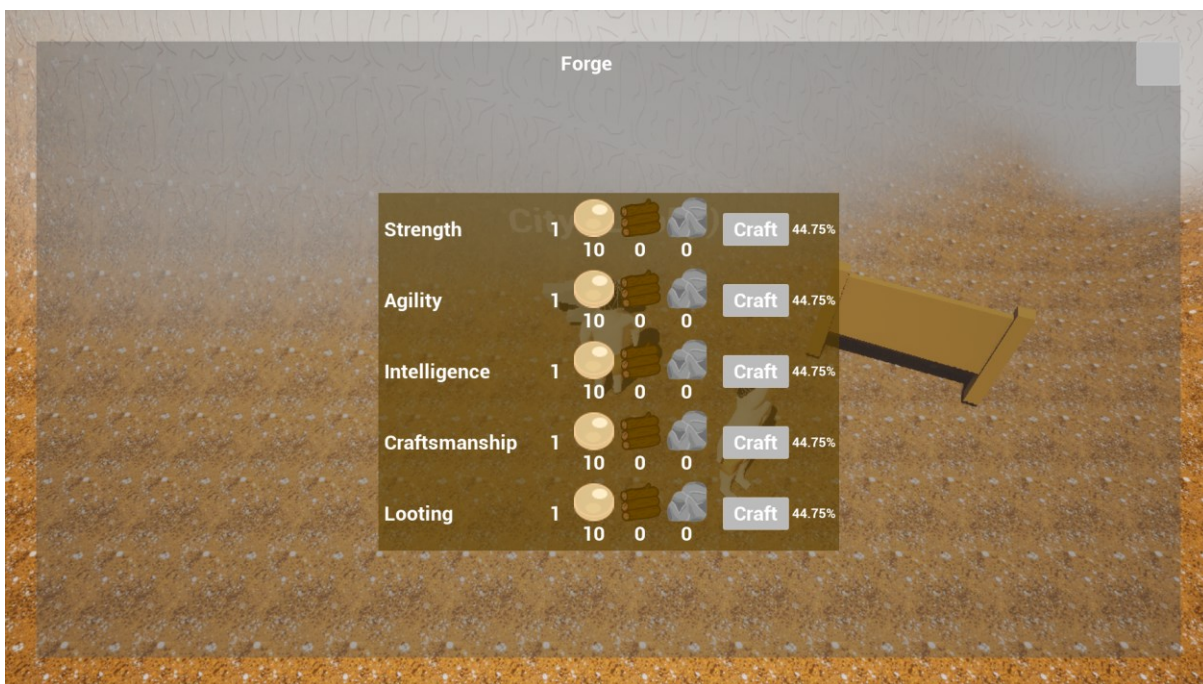 Forge
Strength 1 10 0 0 Craft 44.75%
Agility 1 10 0 0 Craft 44.75%
Intelligence 1 10 0 0 Craft 44.75%
Craftsmanship 1 10 0 0 Craft 44.75%
Looting 1 10 0 0 Craft 44.75%
City